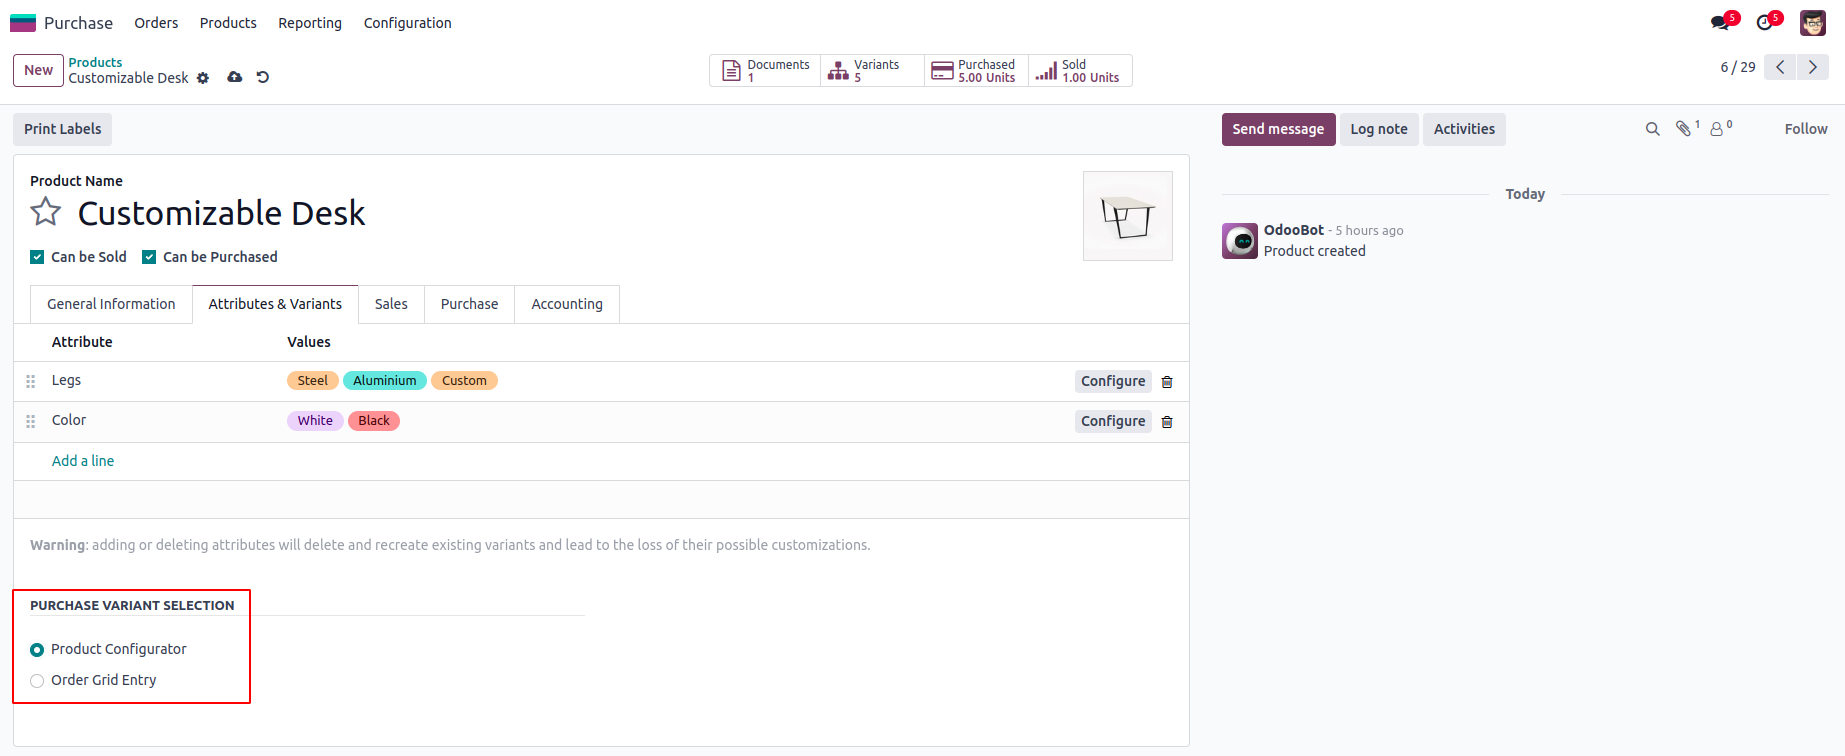 Purchase Orders Products Reporting Configuration 5 5
New Products
Customizable Desk
Documents 1 Variants 5 Purchased 5.00 Units Sold 1.00 Units
6 / 29
Print Labels
Send message Log note Activities 1 0 Follow
Product Name
Customizable Desk
Can be Sold Can be Purchased
General Information Attributes & Variants Sales Purchase Accounting
Attribute Values
Legs Steel Aluminium Custom Configure
Color White Black Configure
Add a line
Warning: adding or deleting attributes will delete and recreate existing variants and lead to the loss of their possible customizations.
PURCHASE VARIANT SELECTION
Product Configurator
Order Grid Entry
Today
OdooBot - 5 hours ago
Product created